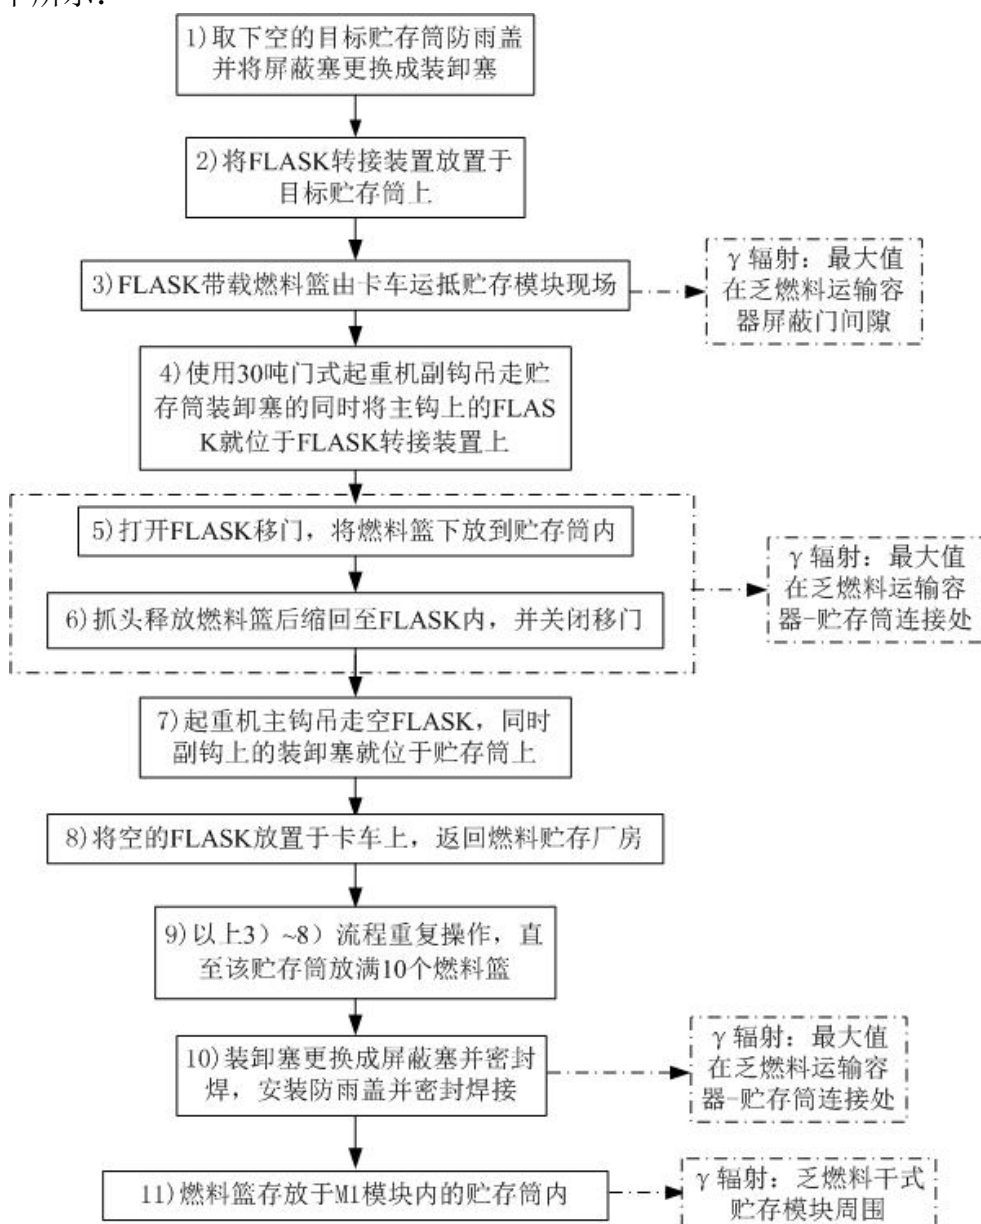 1)取下空的目标贮存筒防雨盖
并将屏蔽塞更换成装卸塞
2)将FLASK转接装置放置于
目标贮存筒上
3)FLASK带载燃料篮由卡车运抵贮存模块现场
γ辐射：最大值
在乏燃料运输容
器屏蔽门间隙
4)使用30吨门式起重机副钩吊走贮
存筒装卸塞的同时将主钩上的FLAS
K就位于FLASK转接装置上
5)打开FLASK移门，将燃料篮下放到贮存筒内
6)抓头释放燃料篮后缩回至FLASK内，并关闭移门
γ辐射：最大值
在乏燃料运输容
器-贮存筒连接处
7)起重机主钩吊走空FLASK，同时
副钩上的装卸塞就位于贮存筒上
8)将空的FLASK放置于卡车上，返回燃料贮存厂房
9)以上3）~8）流程重复操作，直
至该贮存筒放满10个燃料篮
10)装卸塞更换成屏蔽塞并密封
焊，安装防雨盖并密封焊接
γ辐射：最大值
在乏燃料运输容
器-贮存筒连接处
11)燃料篮存放于M1模块内的贮存筒内
γ辐射：乏燃料干式
贮存模块周围